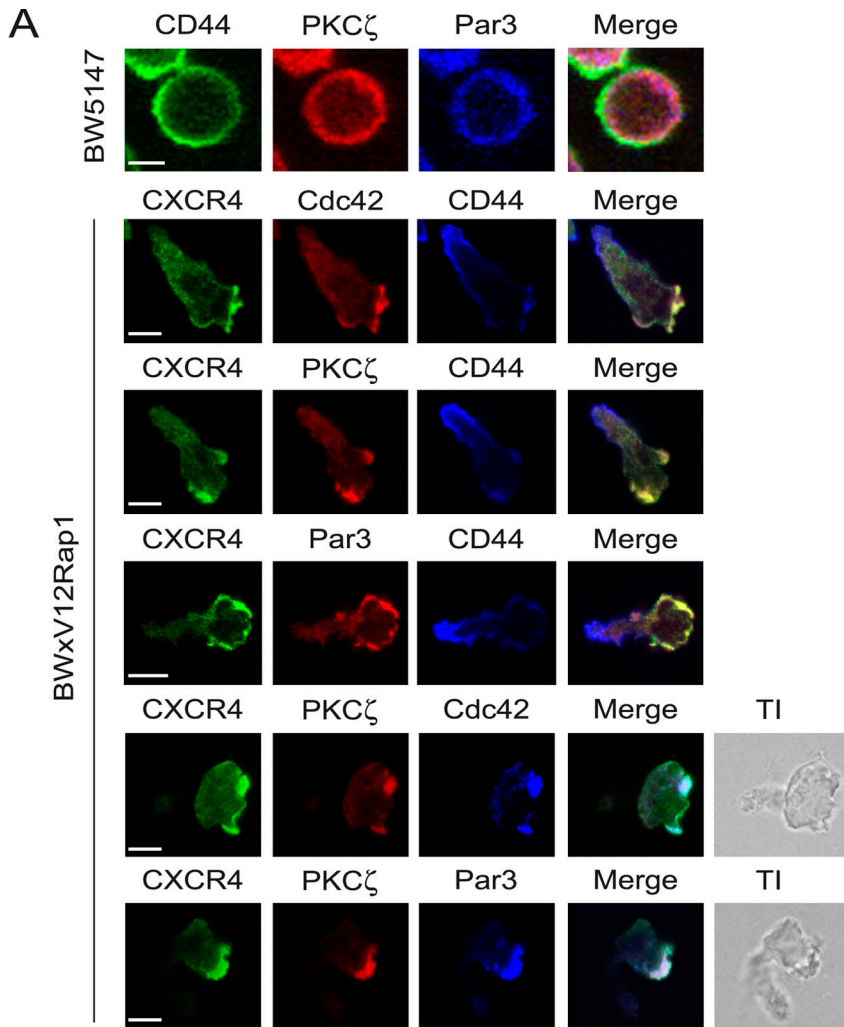 A
CD44 PKCζ Par3 Merge
BW5147
CXCR4 Cdc42 CD44 Merge
CXCR4 PKCζ CD44 Merge
CXCR4 Par3 CD44 Merge
BWxV12Rap1
CXCR4 PKCζ Cdc42 Merge TI
CXCR4 PKCζ Par3 Merge TI